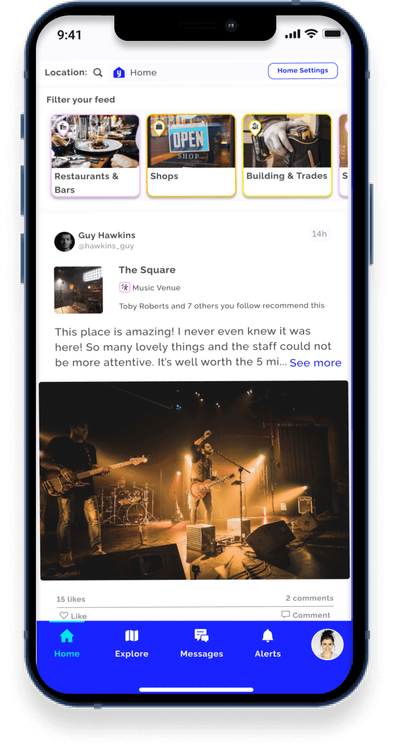 9:41
Location: Home Home Settings
Filter your feed
OPEN
SHOP
Restaurants &
Bars
Shops
Building & Trades
S
Guy Hawkins 14h
@hawkins_guy
The Square
Music Venue
Toby Roberts and 7 others you follow recommend this
This place is amazing! I never even knew it was
here! So many lovely things and the staff could not
be more attentive. It's well worth the 5 mi... See more
15 likes 2 comments
Like Comment
Home Explore Messages Alerts